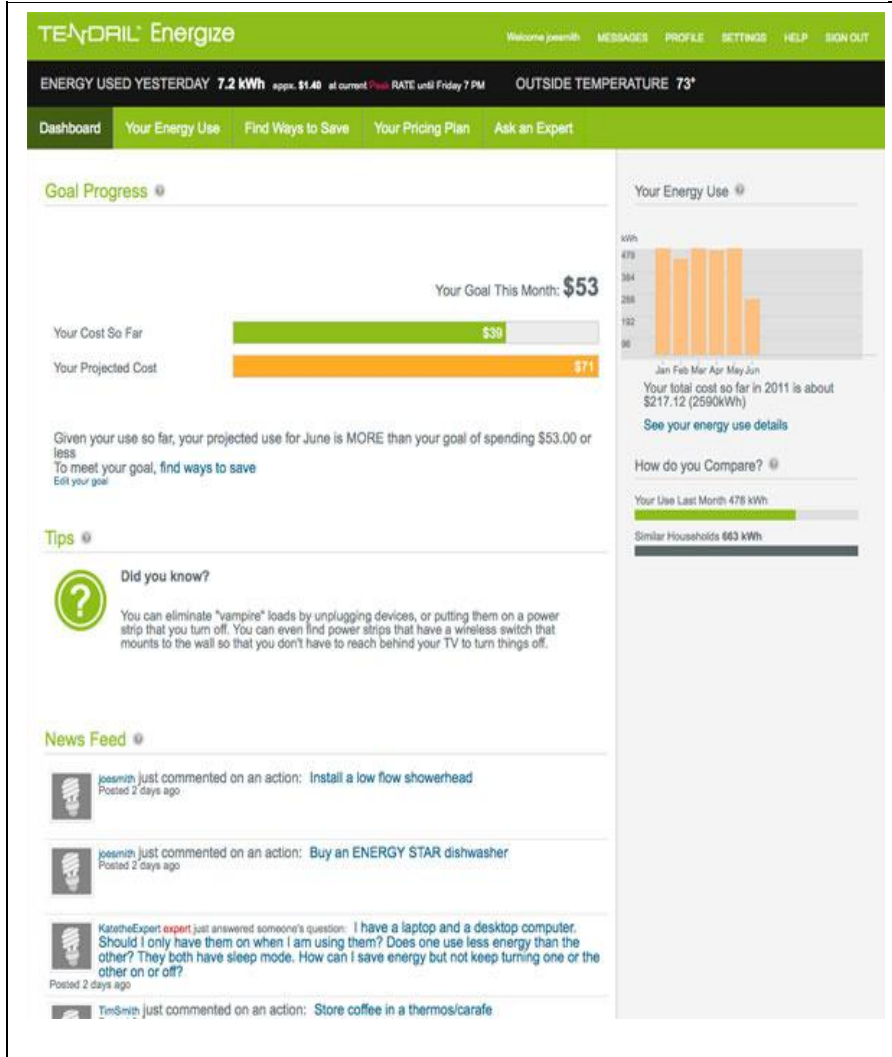 TENDRIL Energize
Welcome joesmith MESSAGES PROFILE SETTINGS HELP SIGN OUT
ENERGY USED YESTERDAY 7.2 kWh appx. $1.40 at current Peak RATE until Friday 7 PM OUTSIDE TEMPERATURE 73°
Dashboard Your Energy Use Find Ways to Save Your Pricing Plan Ask an Expert
Goal Progress
Your Goal This Month: $53
Your Cost So Far $39
Your Projected Cost $71
Given your use so far, your projected use for June is MORE than your goal of spending $53.00 or
less
To meet your goal, find ways to save
Edit your goal
Tips
?
Did you know?
You can eliminate "vampire" loads by unplugging devices, or putting them on a power
strip that you turn off. You can even find power strips that have a wireless switch that
mounts to the wall so that you don't have to reach behind your TV to turn things off.
News Feed
joesmith just commented on an action: Install a low flow showerhead
Posted 2 days ago
joesmith just commented on an action: Buy an ENERGY STAR dishwasher
Posted 2 days ago
KatetheExpert expert just answered someone's question: I have a laptop and a desktop computer.
Should I only have them on when I am using them? Does one use less energy than the
other? They both have sleep mode. How can I save energy but not keep turning one or the
other on or off?
Posted 2 days ago
TimSmith just commented on an action: Store coffee in a thermos/carafe
Your Energy Use
kWh
478
384
288
192
96
Jan Feb Mar Apr May Jun
Your total cost so far in 2011 is about
$217.12 (2590kWh)
See your energy use details
How do you Compare?
Your Use Last Month 478 kWh
Similar Households 663 kWh